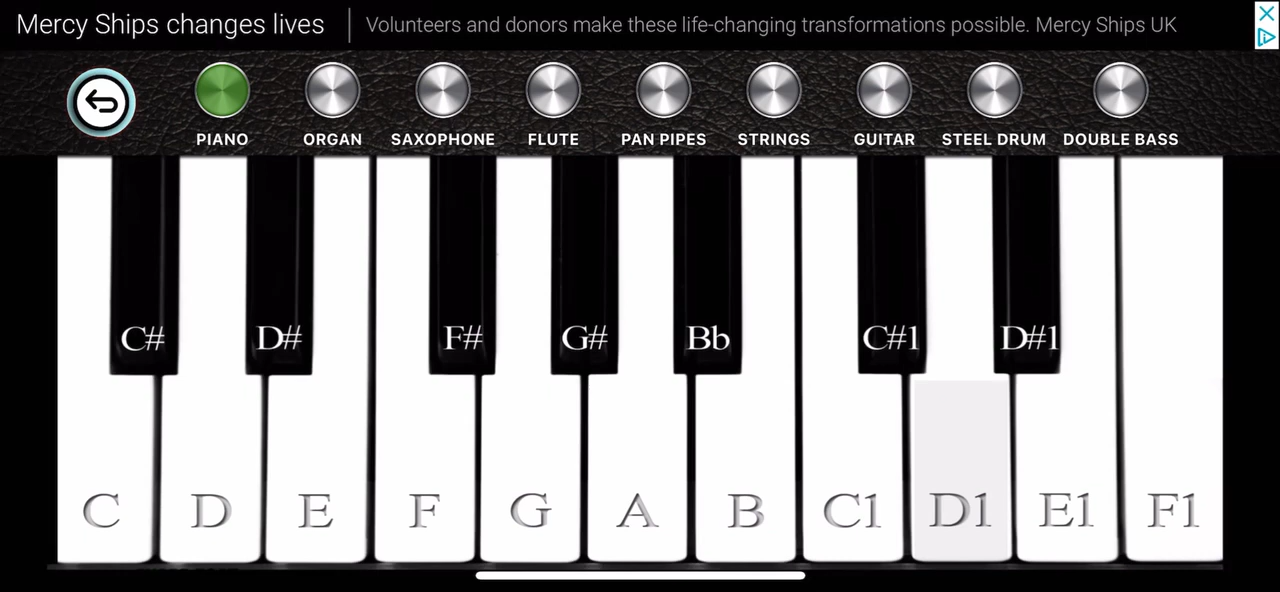 Mercy Ships changes lives
Volunteers and donors make these life-changing transformations possible. Mercy Ships UK
PIANO ORGAN SAXOPHONE FLUTE PAN PIPES STRINGS GUITAR STEEL DRUM DOUBLE BASS
C# D# F# G# Bb C#1 D#1
C D E F G A B C1 D1 E1 F1